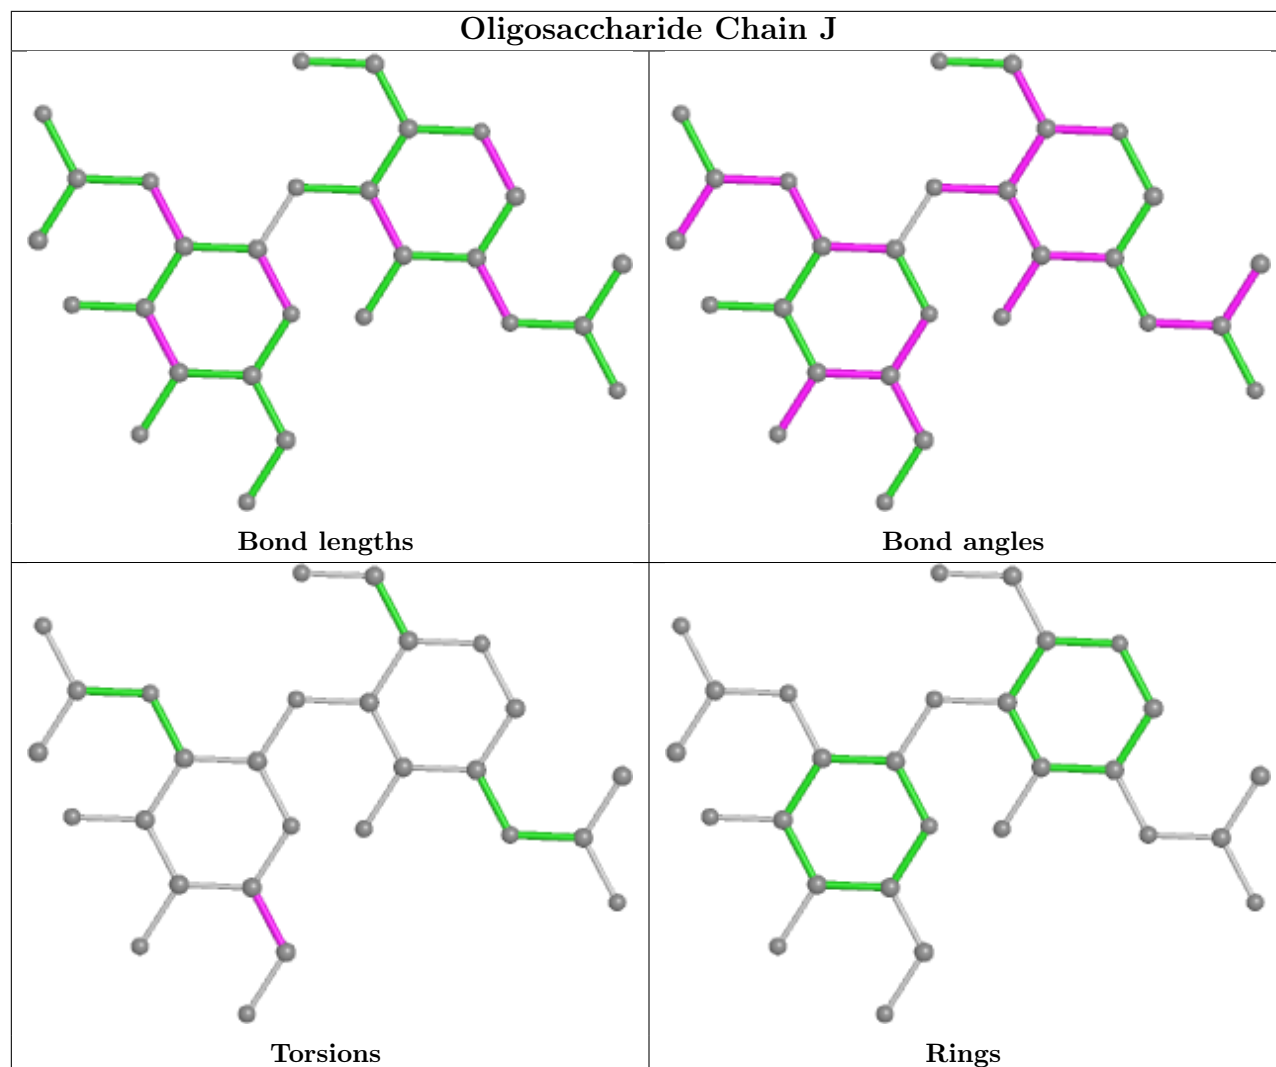 Oligosaccharide Chain J
Bond lengths
Bond angles
Torsions
Rings